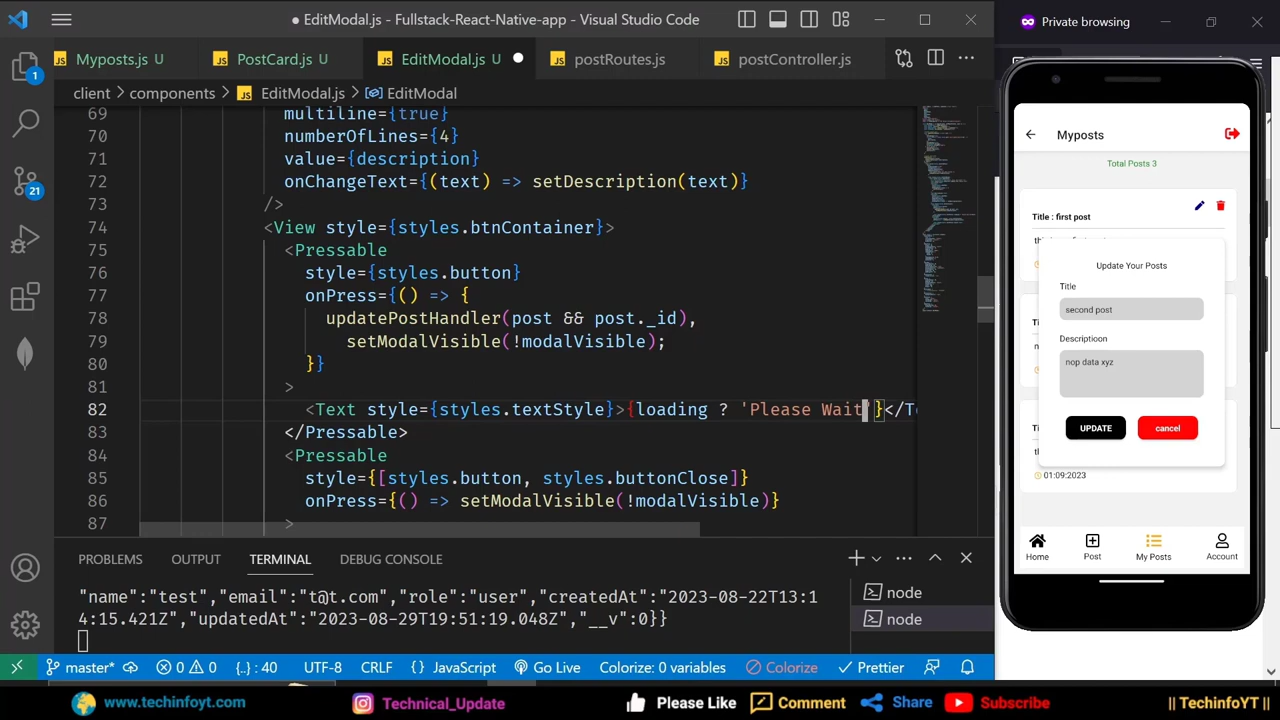 ● EditModal.js - Fullstack-React-Native-app - Visual Studio Code
Private browsing
Myposts.js U
PostCard.js U
EditModal.js U
postRoutes.js
postController.js
1
client > components > EditModal.js > EditModal
69 multiline={true}
70 numberOfLines={4}
71 value={description}
72 onChangeText={(text) => setDescription(text)}
73 />
74 <View style={styles.btnContainer}>
75 <Pressable
76 style={styles.button}
77 onPress={() => {
78 updatePostHandler(post && post._id),
79 setModalVisible(!modalVisible);
80 }}
81 >
82 <Text style={styles.textStyle}>{loading ? 'Please Wait'}</Te
83 </Pressable>
84 <Pressable
85 style={[styles.button, styles.buttonClose]}
86 onPress={() => setModalVisible(!modalVisible)}
87 >
21
PROBLEMS OUTPUT TERMINAL DEBUG CONSOLE
"name":"test","email":"t@t.com","role":"user","createdAt":"2023-08-22T13:1
4:15.421Z","updatedAt":"2023-08-29T19:51:19.048Z","__v":0}}
node
node
master* 0 0 {..} : 40 UTF-8 CRLF {} JavaScript Go Live Colorize: 0 variables Colorize Prettier
Myposts
Total Posts 3
Title : first post
Update Your Posts
Title
second post
Descriptioon
nop data xyz
UPDATE
cancel
01:09:2023
Home
Post
My Posts
Account
www.techinfoyt.com
Technical_Update
Please Like
Comment
Share
Subscribe
|| TechinfoYT ||